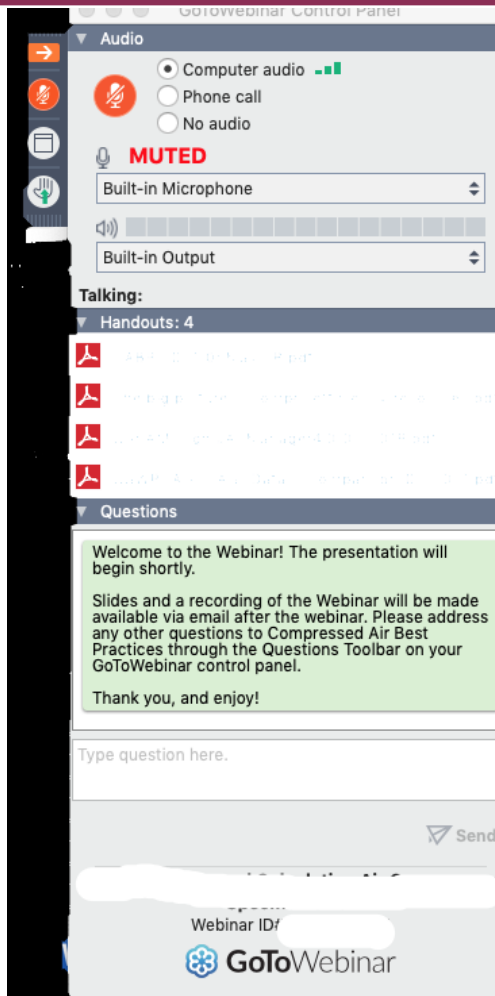 GoToWebinar Control Panel
Audio
Computer audio
Phone call
No audio
MUTED
Built-in Microphone
Built-in Output
Talking:
Handouts: 4
Questions
Welcome to the Webinar! The presentation will
begin shortly.
Slides and a recording of the Webinar will be made
available via email after the webinar. Please address
any other questions to Compressed Air Best
Practices through the Questions Toolbar on your
GoToWebinar control panel.
Thank you, and enjoy!
Type question here.
Send
Webinar ID
GoToWebinar